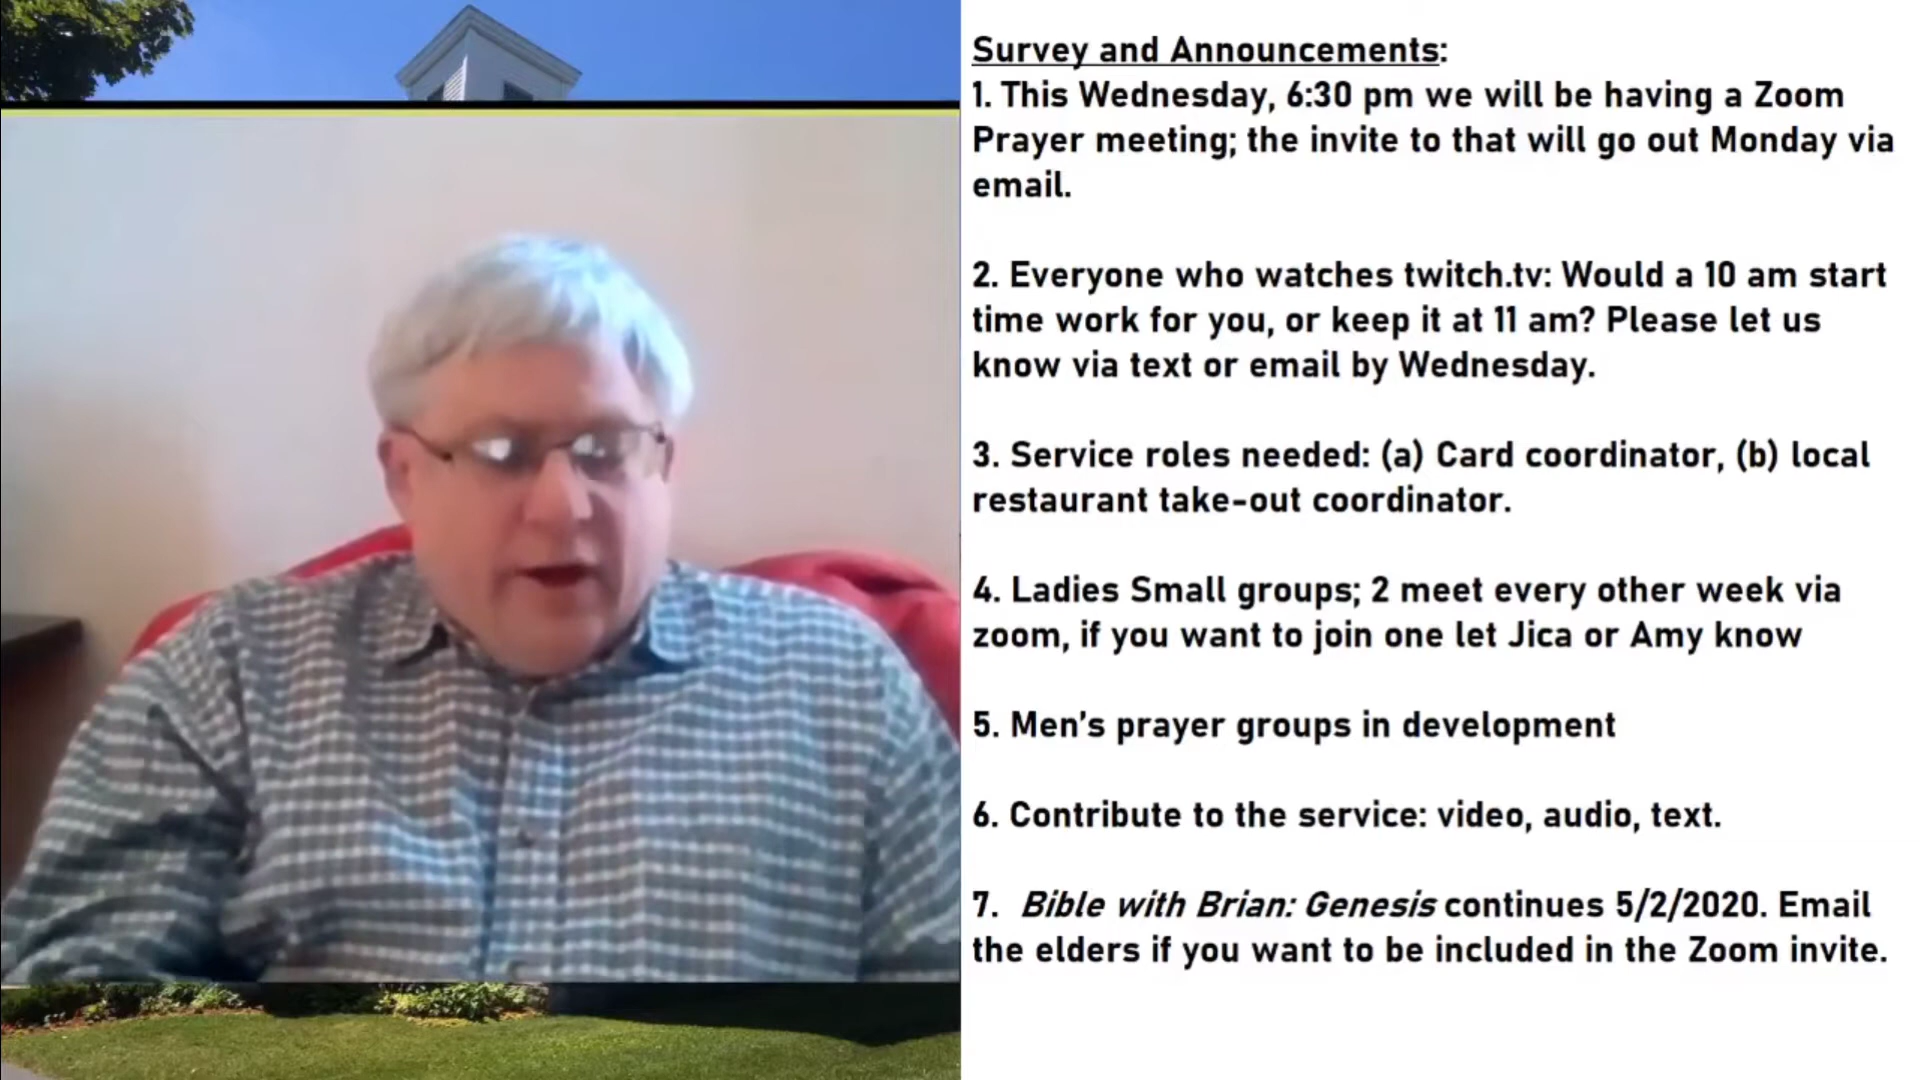 Survey and Announcements:
1. This Wednesday, 6:30 pm we will be having a Zoom
Prayer meeting; the invite to that will go out Monday via
email.
2. Everyone who watches twitch.tv: Would a 10 am start
time work for you, or keep it at 11 am? Please let us
know via text or email by Wednesday.
3. Service roles needed: (a) Card coordinator, (b) local
restaurant take-out coordinator.
4. Ladies Small groups; 2 meet every other week via
zoom, if you want to join one let Jica or Amy know
5. Men's prayer groups in development
6. Contribute to the service: video, audio, text.
7. Bible with Brian: Genesis continues 5/2/2020. Email
the elders if you want to be included in the Zoom invite.